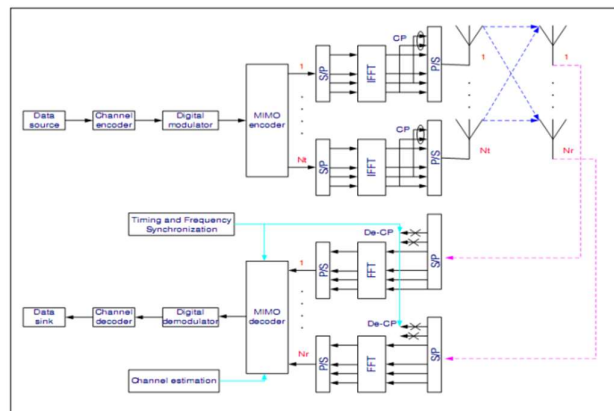 CP
S/P
IFFT
P/S
1
1
1
Data source
Channel encoder
Digital modulator
MIMO encoder
CP
Nt
S/P
IFFT
P/S
Nt
Nr
Timing and Frequency Synchronization
De-CP
1
P/S
FFT
S/P
Data sink
Channel decoder
Digital demodulator
MIMO decoder
De-CP
Nr
P/S
FFT
S/P
Channel estimation